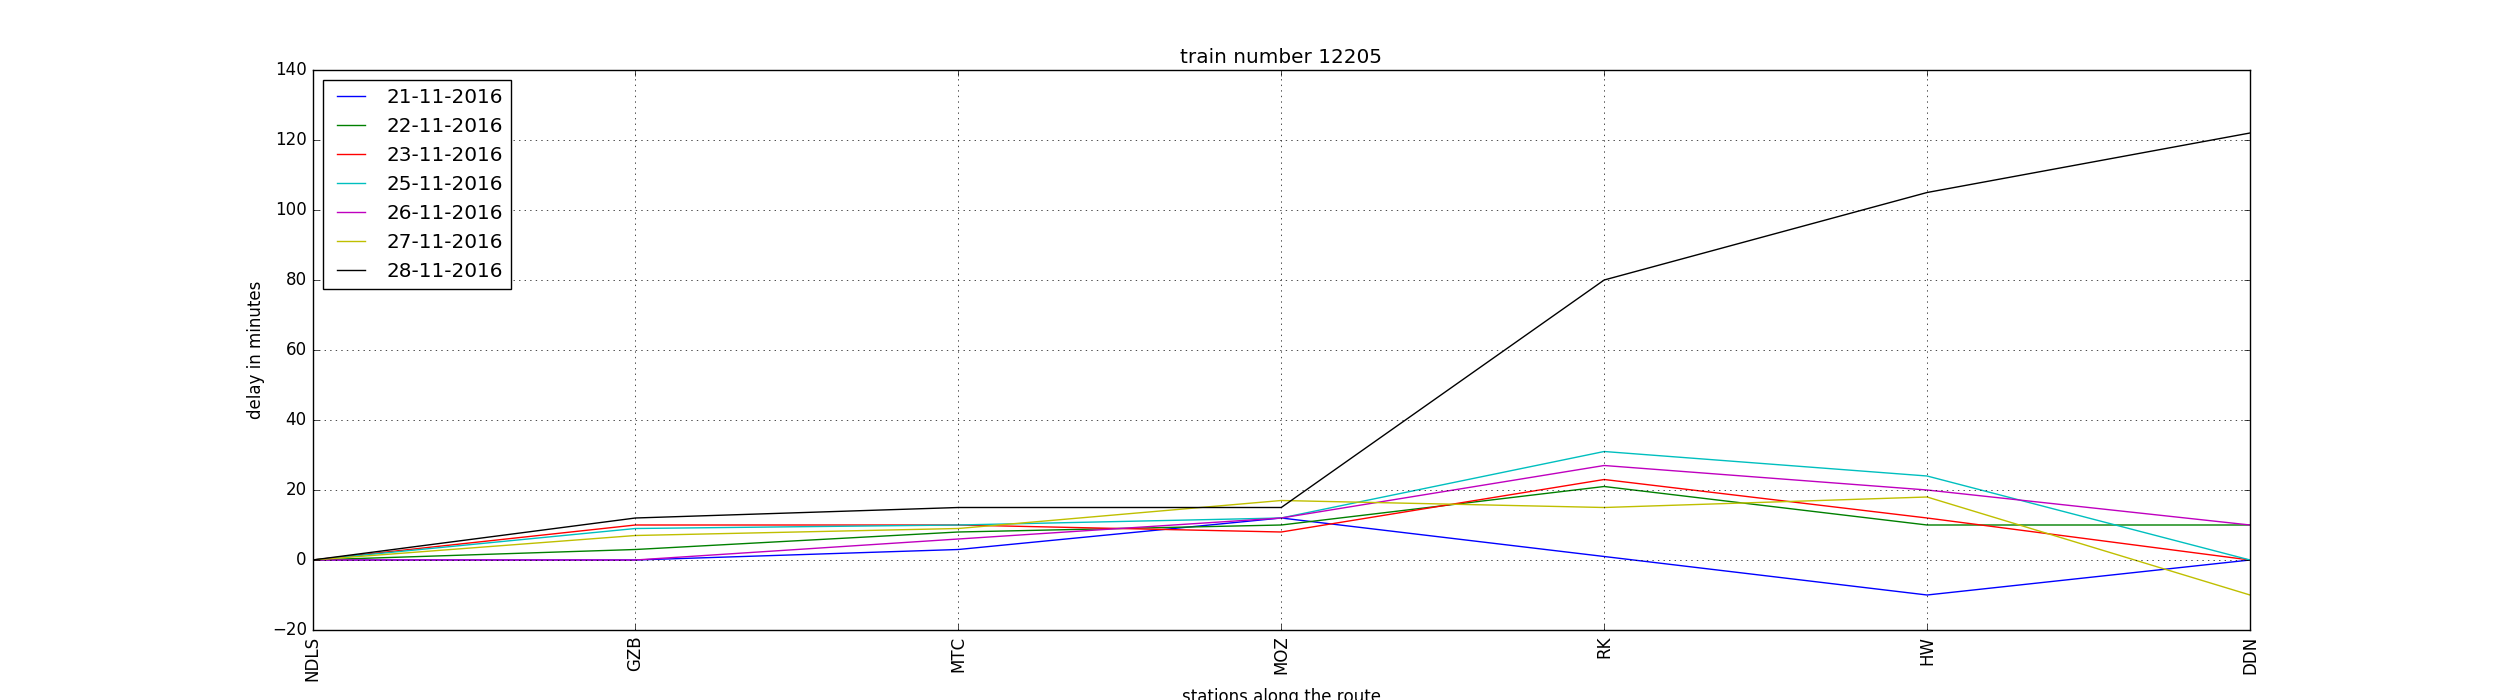 train number 12205
140
120
100
80
60
40
20
0
−20
delay in minutes
21-11-2016
22-11-2016
23-11-2016
25-11-2016
26-11-2016
27-11-2016
28-11-2016
NDLS
GZB
MTC
MOZ
RK
HW
DDN
stations along the route